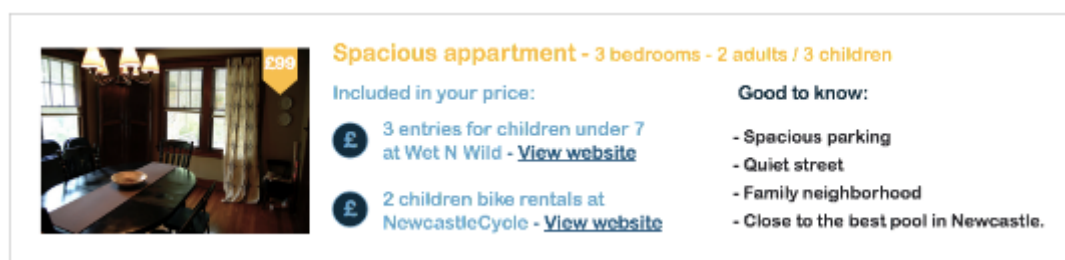 £99
Spacious appartment - 3 bedrooms - 2 adults / 3 children
Included in your price:
£ 3 entries for children under 7
at Wet N Wild - View website
£ 2 children bike rentals at
NewcastleCycle - View website
Good to know:
- Spacious parking
- Quiet street
- Family neighborhood
- Close to the best pool in Newcastle.